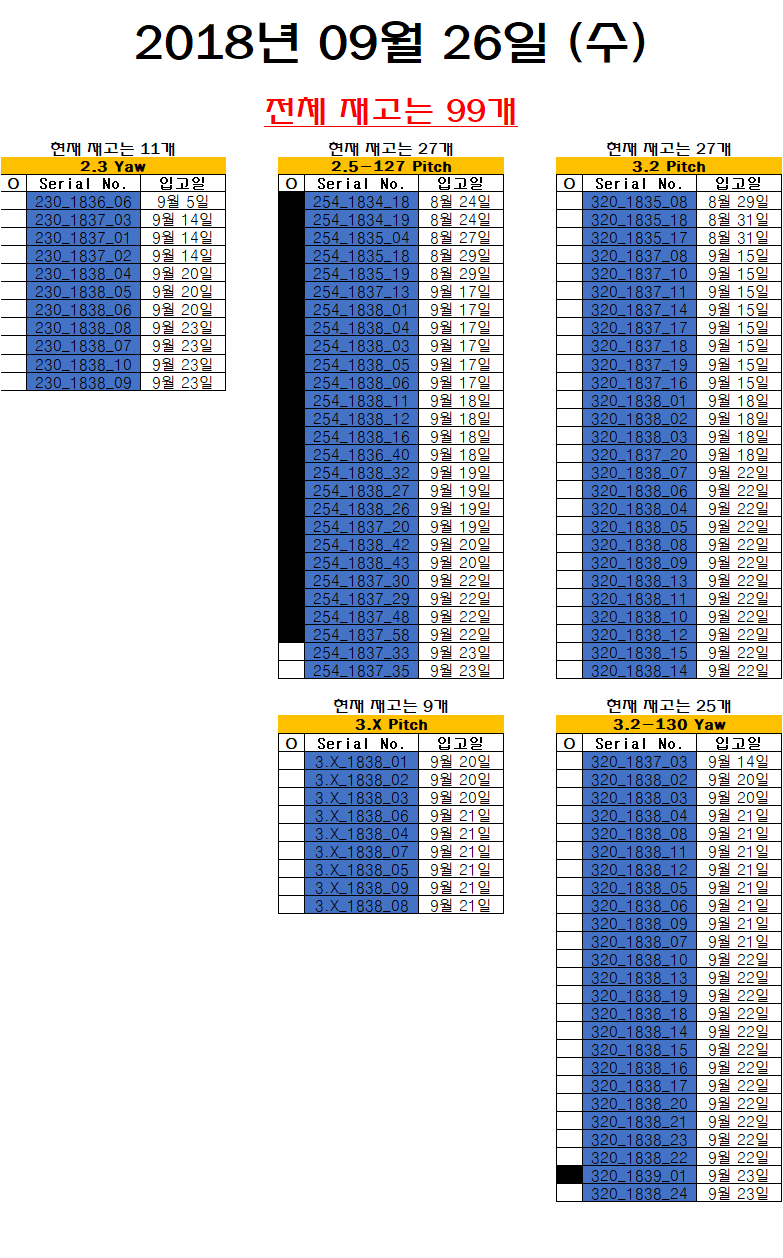 2018년 09월 26일 (수)
전체 재고는 99개
현재 재고는 11개
2.3 Yaw
O Serial No. 입고일
230_1836_06 9월 5일
230_1837_03 9월 14일
230_1837_01 9월 14일
230_1837_02 9월 14일
230_1838_04 9월 20일
230_1838_05 9월 20일
230_1838_06 9월 20일
230_1838_08 9월 23일
230_1838_07 9월 23일
230_1838_10 9월 23일
230_1838_09 9월 23일
현재 재고는 27개
2.5-127 Pitch
O Serial No. 입고일
254_1834_18 8월 24일
254_1834_19 8월 24일
254_1835_04 8월 27일
254_1835_18 8월 29일
254_1835_19 8월 29일
254_1837_13 9월 17일
254_1838_01 9월 17일
254_1838_04 9월 17일
254_1838_03 9월 17일
254_1838_05 9월 17일
254_1838_06 9월 17일
254_1838_11 9월 18일
254_1838_12 9월 18일
254_1838_16 9월 18일
254_1836_40 9월 18일
254_1838_32 9월 19일
254_1838_27 9월 19일
254_1838_26 9월 19일
254_1837_20 9월 19일
254_1838_42 9월 20일
254_1838_43 9월 20일
254_1837_30 9월 22일
254_1837_29 9월 22일
254_1837_48 9월 22일
254_1837_58 9월 22일
254_1837_33 9월 23일
254_1837_35 9월 23일
현재 재고는 27개
3.2 Pitch
O Serial No. 입고일
320_1835_08 8월 29일
320_1835_18 8월 31일
320_1835_17 8월 31일
320_1837_08 9월 15일
320_1837_10 9월 15일
320_1837_11 9월 15일
320_1837_14 9월 15일
320_1837_17 9월 15일
320_1837_18 9월 15일
320_1837_19 9월 15일
320_1837_16 9월 15일
320_1838_01 9월 18일
320_1838_02 9월 18일
320_1838_03 9월 18일
320_1837_20 9월 18일
320_1838_07 9월 22일
320_1838_06 9월 22일
320_1838_04 9월 22일
320_1838_05 9월 22일
320_1838_08 9월 22일
320_1838_09 9월 22일
320_1838_13 9월 22일
320_1838_11 9월 22일
320_1838_10 9월 22일
320_1838_12 9월 22일
320_1838_15 9월 22일
320_1838_14 9월 22일
현재 재고는 9개
3.X Pitch
O Serial No. 입고일
3.X_1838_01 9월 20일
3.X_1838_02 9월 20일
3.X_1838_03 9월 20일
3.X_1838_06 9월 21일
3.X_1838_04 9월 21일
3.X_1838_07 9월 21일
3.X_1838_05 9월 21일
3.X_1838_09 9월 21일
3.X_1838_08 9월 21일
현재 재고는 25개
3.2-130 Yaw
O Serial No. 입고일
320_1837_03 9월 14일
320_1838_02 9월 20일
320_1838_03 9월 20일
320_1838_04 9월 21일
320_1838_08 9월 21일
320_1838_11 9월 21일
320_1838_12 9월 21일
320_1838_05 9월 21일
320_1838_06 9월 21일
320_1838_09 9월 21일
320_1838_07 9월 21일
320_1838_10 9월 22일
320_1838_13 9월 22일
320_1838_19 9월 22일
320_1838_18 9월 22일
320_1838_14 9월 22일
320_1838_15 9월 22일
320_1838_16 9월 22일
320_1838_17 9월 22일
320_1838_20 9월 22일
320_1838_21 9월 22일
320_1838_23 9월 22일
320_1838_22 9월 22일
320_1839_01 9월 23일
320_1838_24 9월 23일